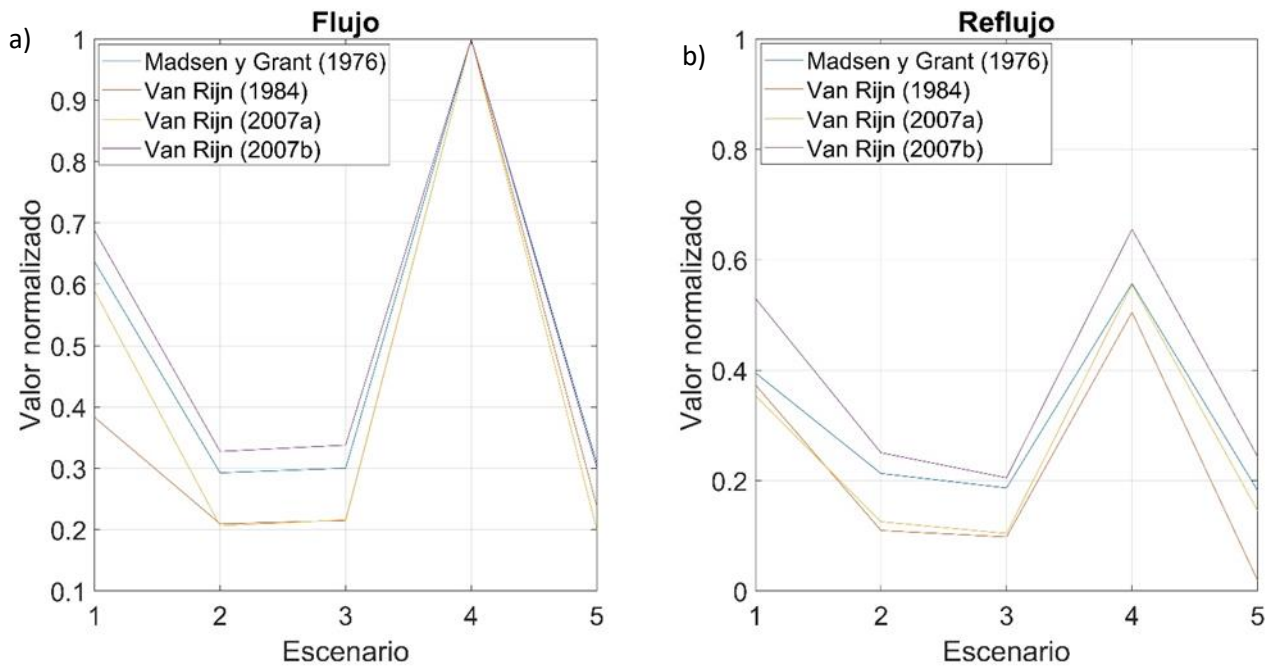 a)
Flujo
Madsen y Grant (1976)
Van Rijn (1984)
Van Rijn (2007a)
Van Rijn (2007b)
Valor normalizado
1
0.9
0.8
0.7
0.6
0.5
0.4
0.3
0.2
0.1
1 2 3 4 5
Escenario
b)
Reflujo
Madsen y Grant (1976)
Van Rijn (1984)
Van Rijn (2007a)
Van Rijn (2007b)
Valor normalizado
1
0.8
0.6
0.4
0.2
0
1 2 3 4 5
Escenario